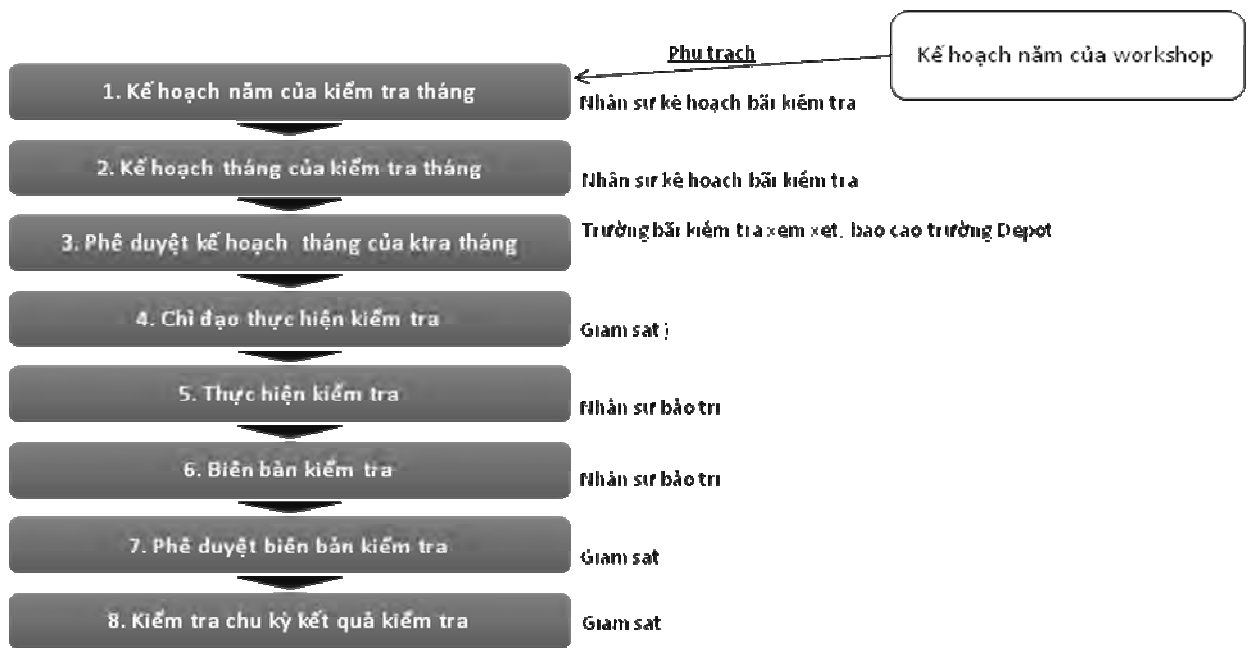 Phụ trách
Kế hoạch năm của workshop
1. Kế hoạch năm của kiểm tra tháng
Nhân sự kế hoạch bãi kiểm tra
2. Kế hoạch tháng của kiểm tra tháng
Nhân sự kế hoạch bãi kiểm tra
3. Phê duyệt kế hoạch tháng của ktra tháng
Trưởng bãi kiểm tra xem xét, báo cáo trưởng Depot
4. Chỉ đạo thực hiện kiểm tra
Giám sát
5. Thực hiện kiểm tra
Nhân sự bảo trì
6. Biên bản kiểm tra
Nhân sự bảo trì
7. Phê duyệt biên bản kiểm tra
Giám sát
8. Kiểm tra chu kỳ kết quả kiểm tra
Giám sát